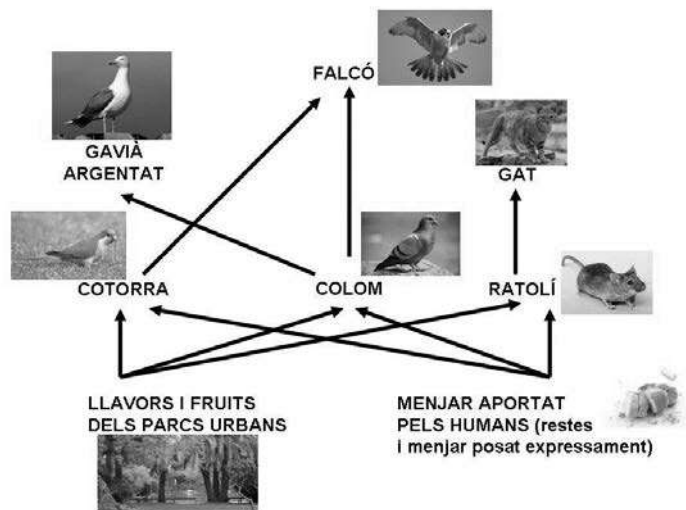 FALCÓ
GAVIÀ
ARGENTAT
GAT
COTORRA
COLOM
RATOLÍ
LLAVORS I FRUITS
DELS PARCS URBANS
MENJAR APORTAT
PELS HUMANS (restes
i menjar posat expressament)